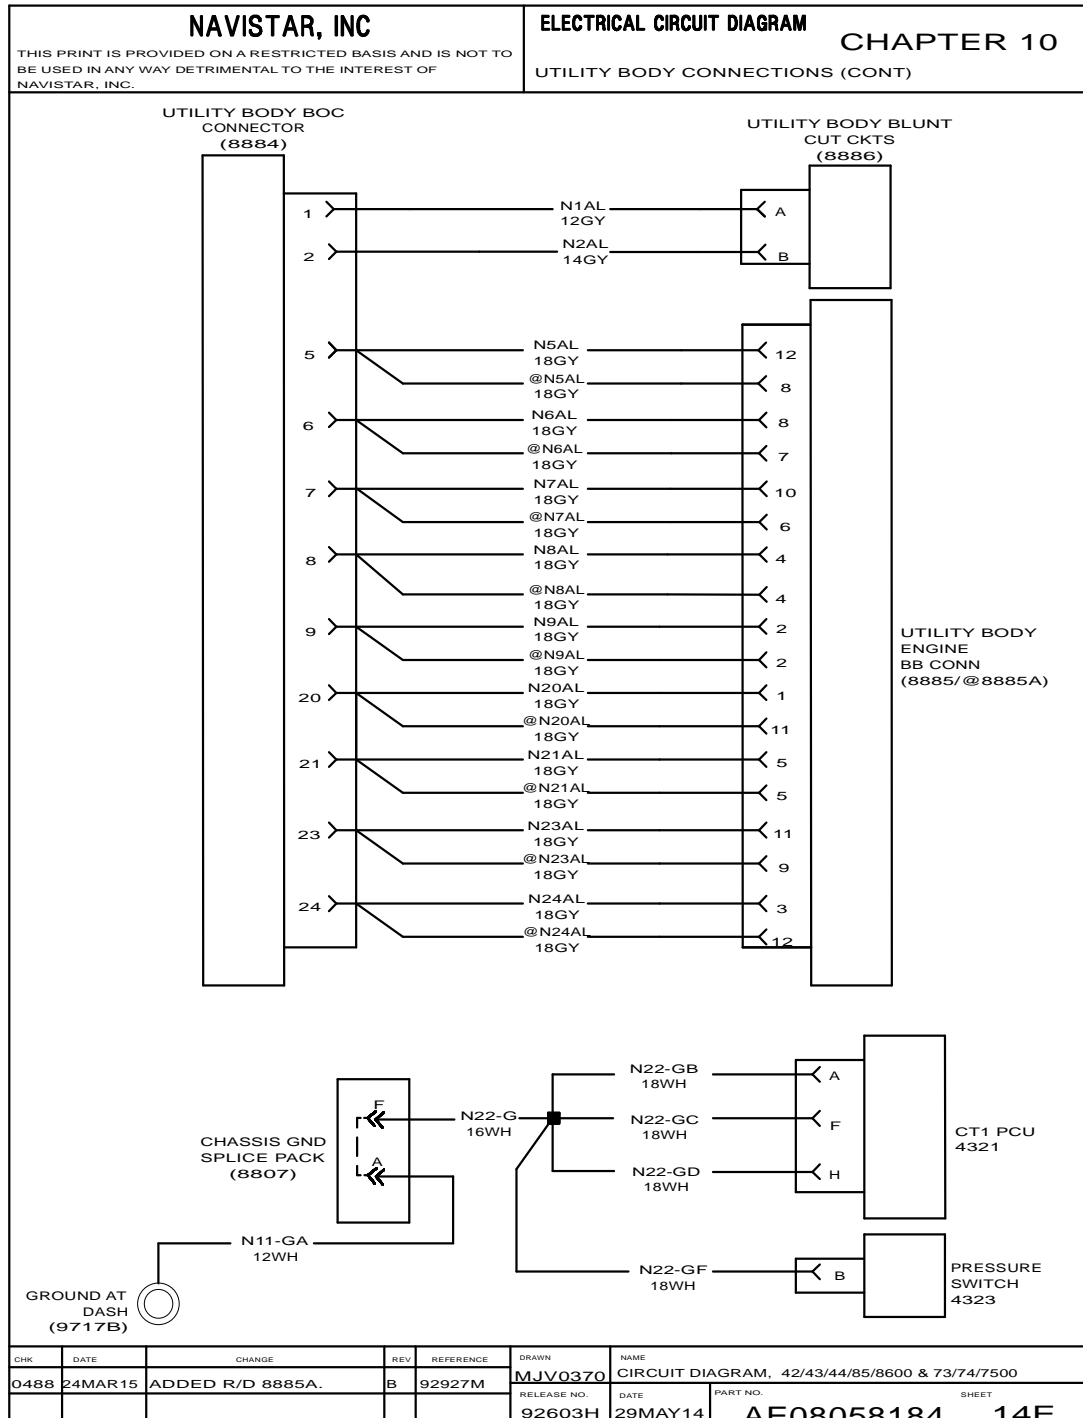 NAVISTAR, INC
THIS PRINT IS PROVIDED ON A RESTRICTED BASIS AND IS NOT TO
BE USED IN ANY WAY DETRIMENTAL TO THE INTEREST OF
NAVISTAR, INC.
ELECTRICAL CIRCUIT DIAGRAM
CHAPTER 10
UTILITY BODY CONNECTIONS (CONT)
UTILITY BODY BOC
CONNECTOR
(8884)
UTILITY BODY BLUNT
CUT CKTS
(8886)
1 N1AL A
12GY
2 N2AL B
14GY
5 N5AL 12
18GY
@N5AL 8
18GY
6 N6AL 8
18GY
@N6AL 7
18GY
7 N7AL 10
18GY
@N7AL 6
18GY
8 N8AL 4
18GY
@N8AL 4
18GY
9 N9AL 2
18GY
@N9AL 2
18GY
20 N20AL 1
18GY
@N20AL 11
18GY
21 N21AL 5
18GY
@N21AL 5
18GY
23 N23AL 11
18GY
@N23AL 9
18GY
24 N24AL 3
18GY
@N24AL 12
18GY
UTILITY BODY
ENGINE
BB CONN
(8885/@8885A)
CHASSIS GND
SPLICE PACK
(8807)
F
A
N22-G
16WH
N22-GB A
18WH
N22-GC F
18WH
N22-GD H
18WH
CT1 PCU
4321
N11-GA
12WH
N22-GF B
18WH
PRESSURE
SWITCH
4323
GROUND AT
DASH
(9717B)
CHK DATE CHANGE REV REFERENCE DRAWN NAME
0488 24MAR15 ADDED R/D 8885A. B 92927M MJV0370 CIRCUIT DIAGRAM, 42/43/44/85/8600 & 73/74/7500
RELEASE NO. DATE PART NO. SHEET
92603H 29MAY14 AE08058184 14E